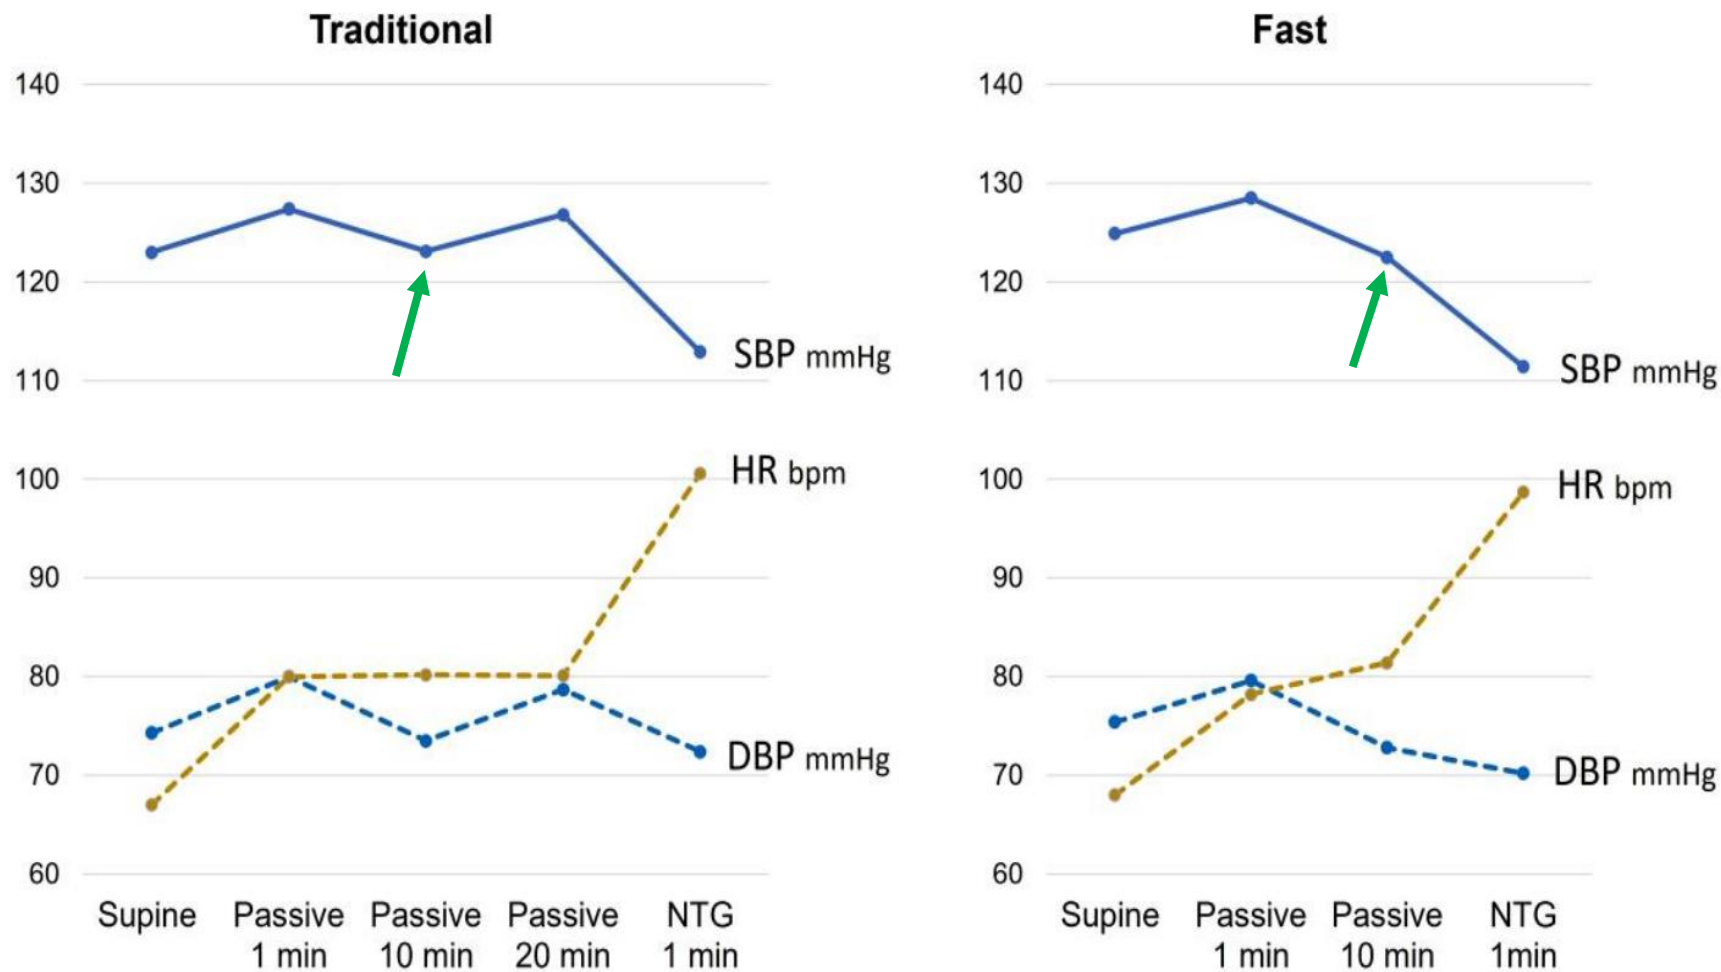 Traditional
140
130
120
110
100
90
80
70
60
SBP mmHg
HR bpm
DBP mmHg
Supine Passive Passive Passive NTG
1 min 10 min 20 min 1 min
Fast
140
130
120
110
100
90
80
70
60
SBP mmHg
HR bpm
DBP mmHg
Supine Passive Passive NTG
1 min 10 min 1min